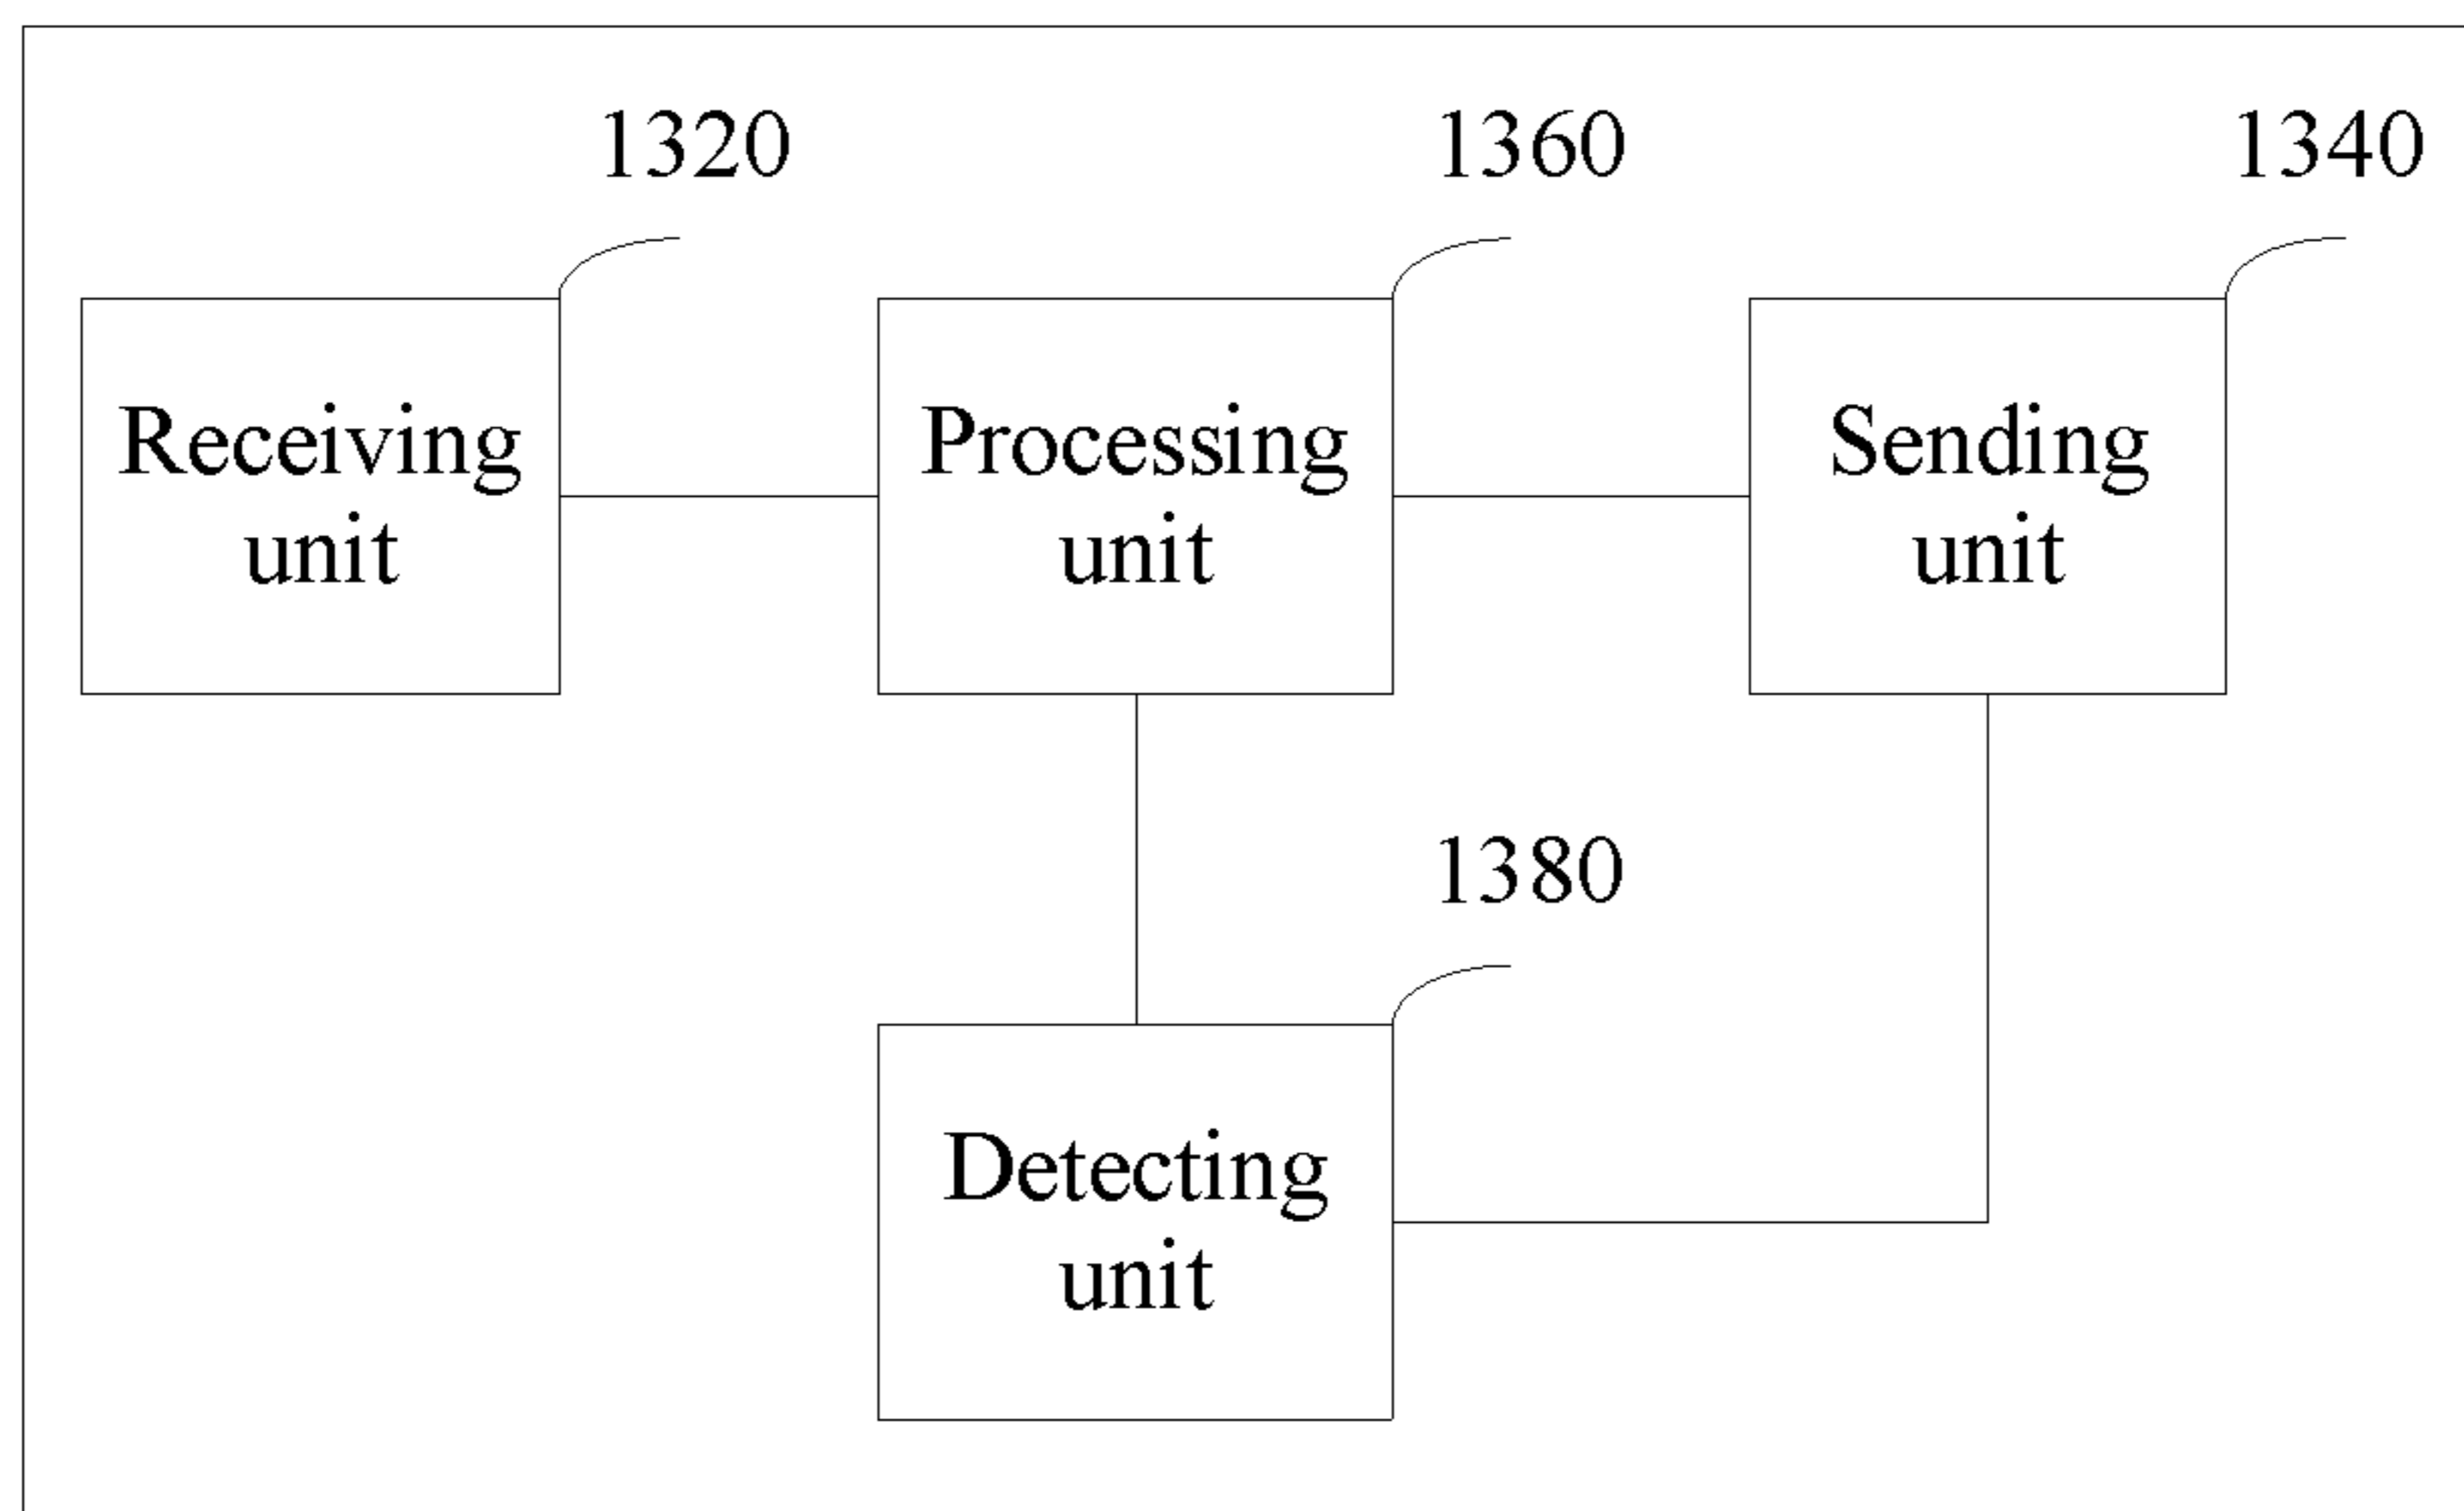 1320
1360
1340
Receiving
unit
Processing
unit
Sending
unit
1380
Detecting
unit